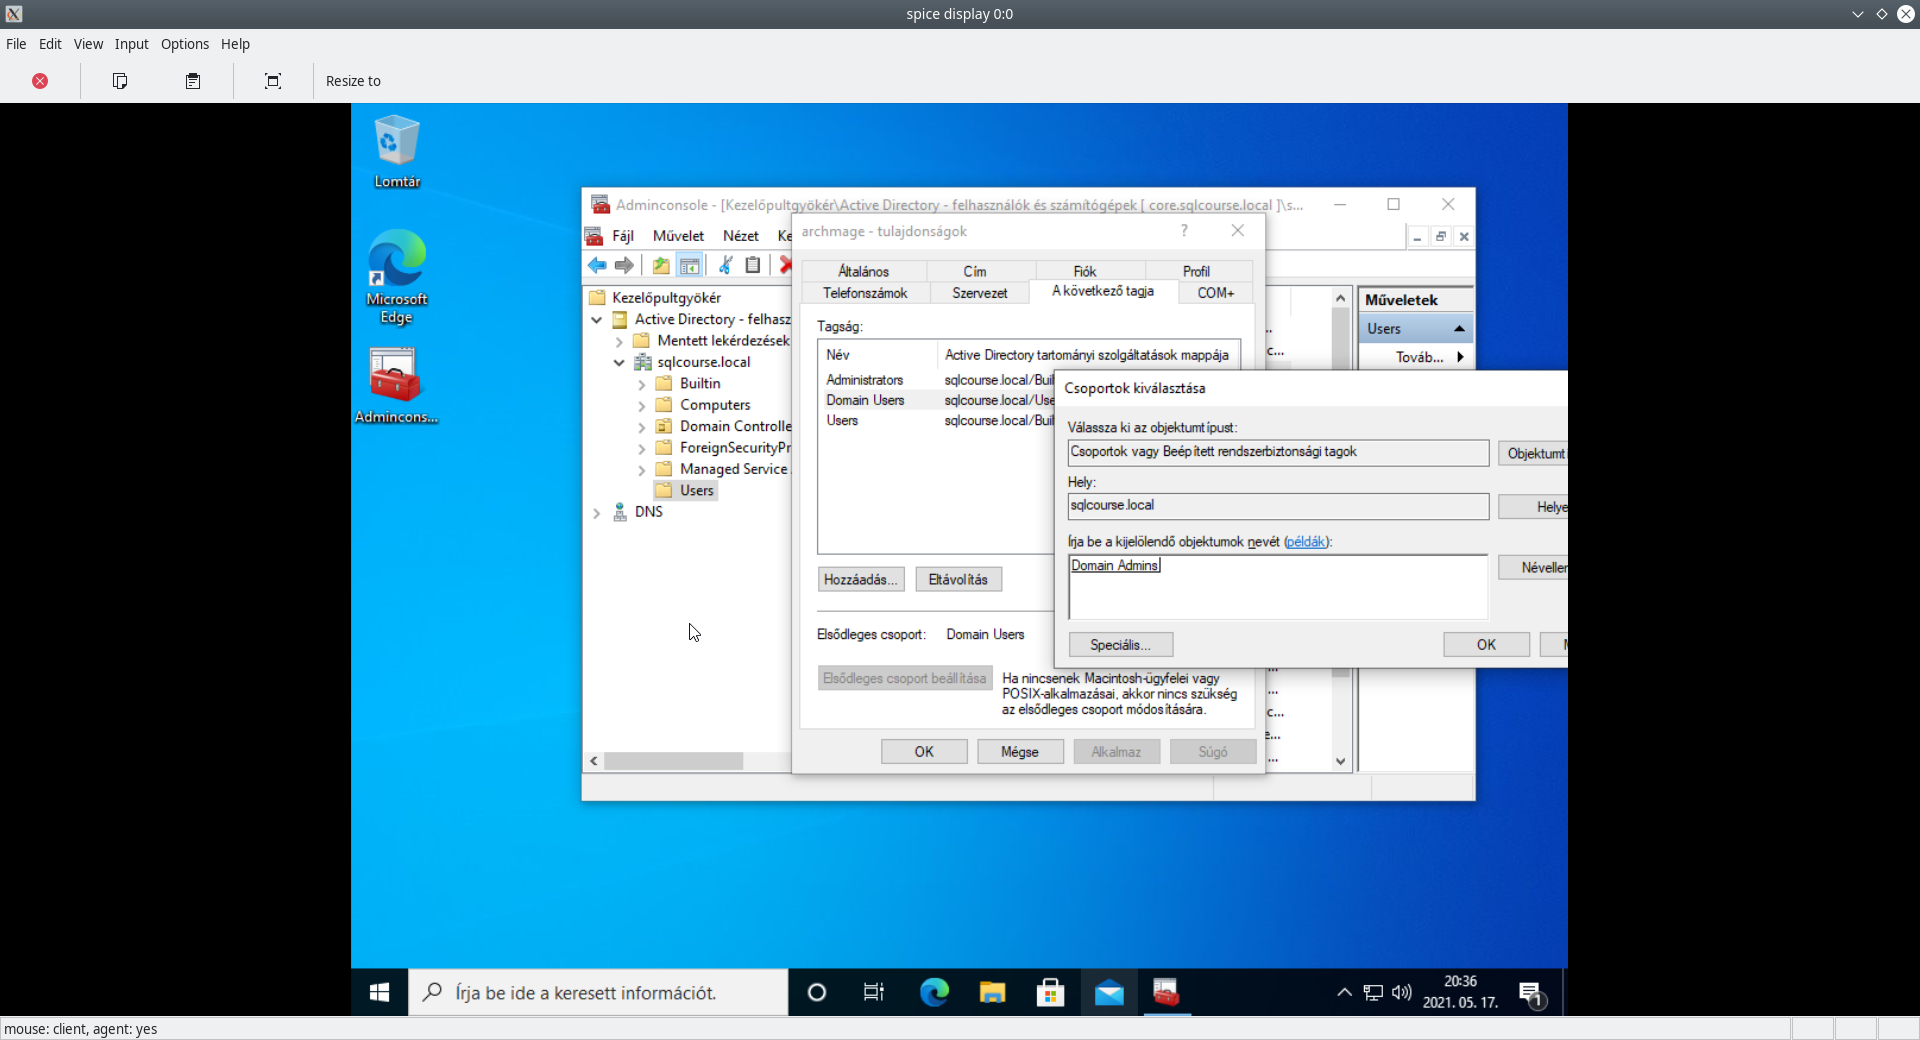 spice display 0:0
File Edit View Input Options Help
Resize to
Lomtár
Microsoft
Edge
Admincons...
Adminconsole - [Kezelőpultgyökér\Active Directory - felhasználók és számítógépek [ core.sqlcourse.local ]\s...
Fájl Művelet Nézet Ke
Kezelőpultgyökér
Active Directory - felhasz
Mentett lekérdezések
sqlcourse.local
Builtin
Computers
Domain Controlle
ForeignSecurityPr
Managed Service
Users
DNS
archmage - tulajdonságok
Általános Cím Fiók Profil
Telefonszámok Szervezet A következő tagja COM+
Tagság:
Név Active Directory tartományi szolgáltatások mappája
Administrators sqlcourse.local/Buil
Domain Users sqlcourse.local/Use
Users sqlcourse.local/Buil
Hozzáadás... Eltávolítás
Elsődleges csoport: Domain Users
Elsődleges csoport beállítása
Ha nincsenek Macintosh-ügyfelei vagy
POSIX-alkalmazásai, akkor nincs szükség
az elsődleges csoport módosítására.
OK Mégse Alkalmaz Súgó
..
c...
...
...
c...
e...
...
Műveletek
Users
Továb...
Csoportok kiválasztása
Válassza ki az objektumtípust:
Csoportok vagy Beépített rendszerbiztonsági tagok Objektumt
Hely:
sqlcourse.local Helye
Írja be a kijelölendő objektumok nevét (példák):
Domain Admins Néveller
Speciális... OK M
Írja be ide a keresett információt.
20:36
2021. 05. 17.
1
mouse: client, agent: yes